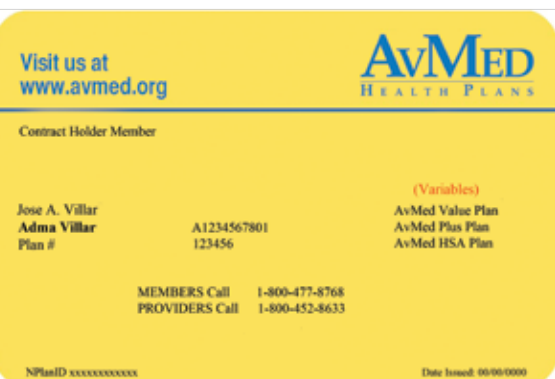 Visit us at
www.avmed.org
AvMed
HEALTH PLANS
Contract Holder Member
(Variables)
Jose A. Villar
AvMed Value Plan
Adma Villar A1234567801
AvMed Plus Plan
Plan # 123456
AvMed HSA Plan
MEMBERS Call 1-800-477-8768
PROVIDERS Call 1-800-452-8633
NPlanID xxxxxxxxxxxx
Date Issued: 00/00/0000